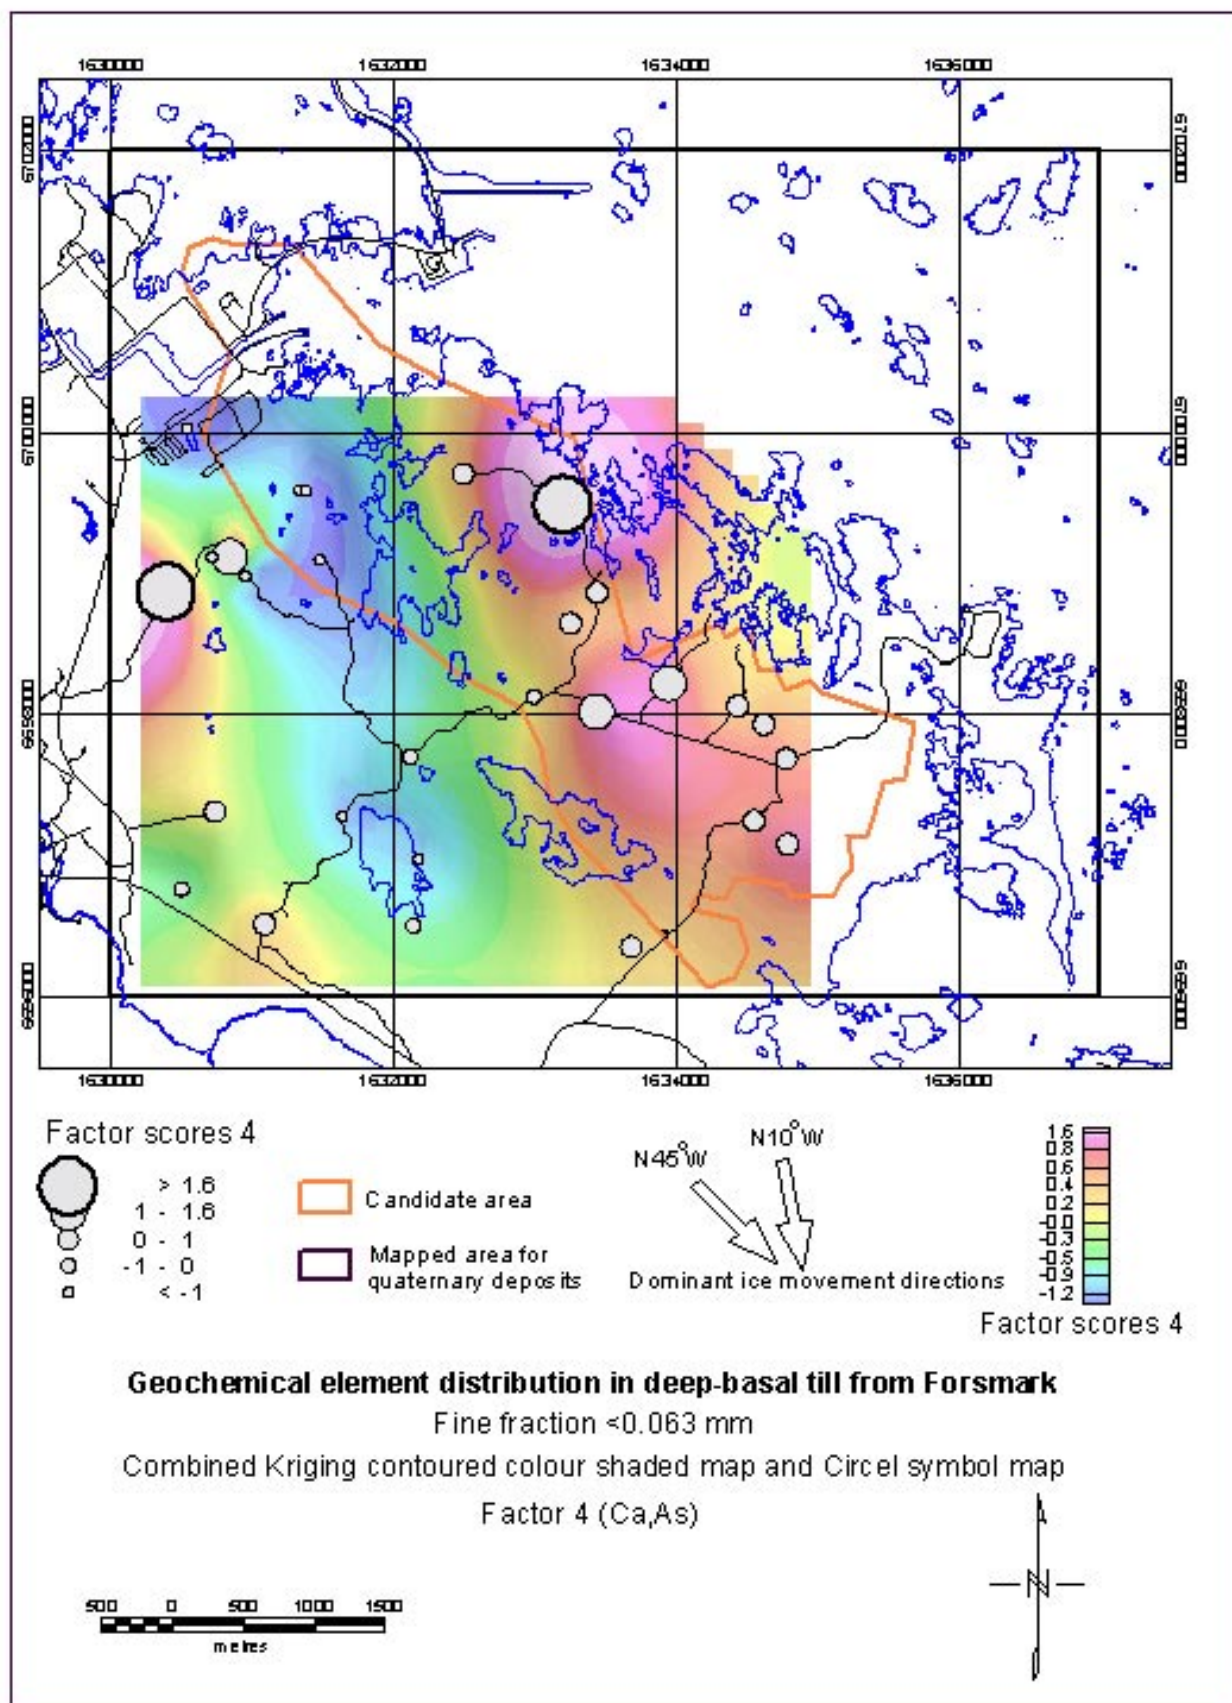 1630000 1632000 1634000 1636000
6702000 6702000
6700000 6700000
6698000 6698000
6696000 6696000
1630000 1632000 1634000 1636000
Factor scores 4
> 1.6
1 - 1.6
0 - 1
-1 - 0
< -1
Candidate area
Mapped area for
quaternary deposits
N45°W
N10°W
Dominant ice movement directions
1.6
0.8
0.6
0.4
0.2
-0.0
-0.3
-0.5
-0.9
-1.2
Factor scores 4
Geochemical element distribution in deep-basal till from Forsmark
Fine fraction <0.063 mm
Combined Kriging contoured colour shaded map and Circel symbol map
Factor 4 (Ca,As)
500 0 500 1000 1500
metres
N